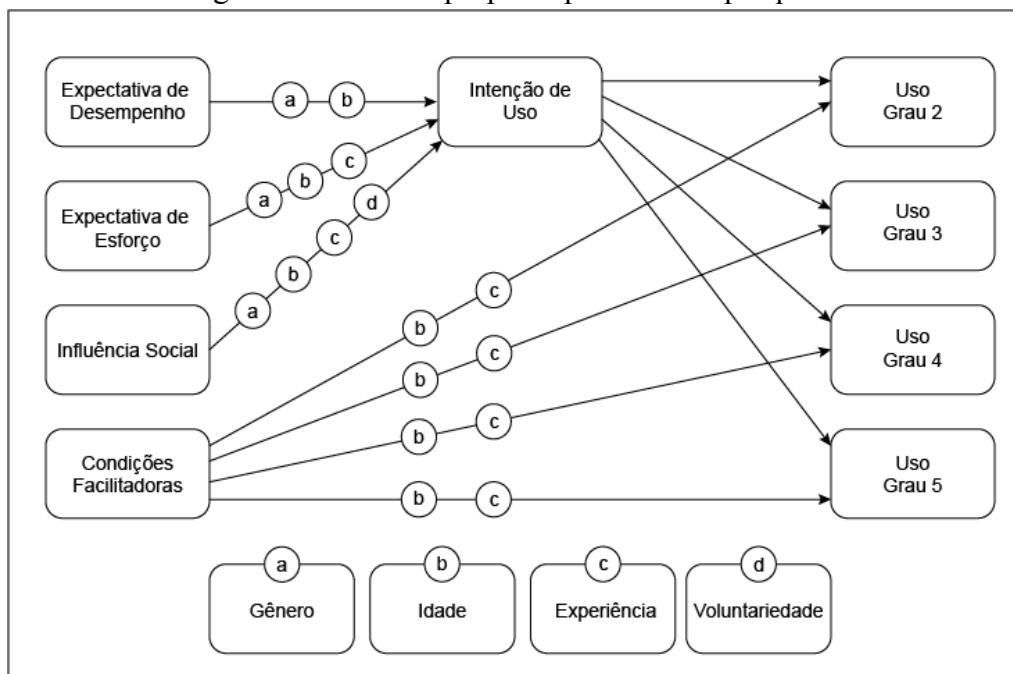 Expectativa de
Desempenho
a
b
Intenção de
Uso
Uso
Grau 2
Expectativa de
Esforço
a
b
c
Uso
Grau 3
Influência Social
a
b
c
d
Uso
Grau 4
Condições
Facilitadoras
b
c
b
c
b
c
b
c
Uso
Grau 5
a
Gênero
b
Idade
c
Experiência
d
Voluntariedade